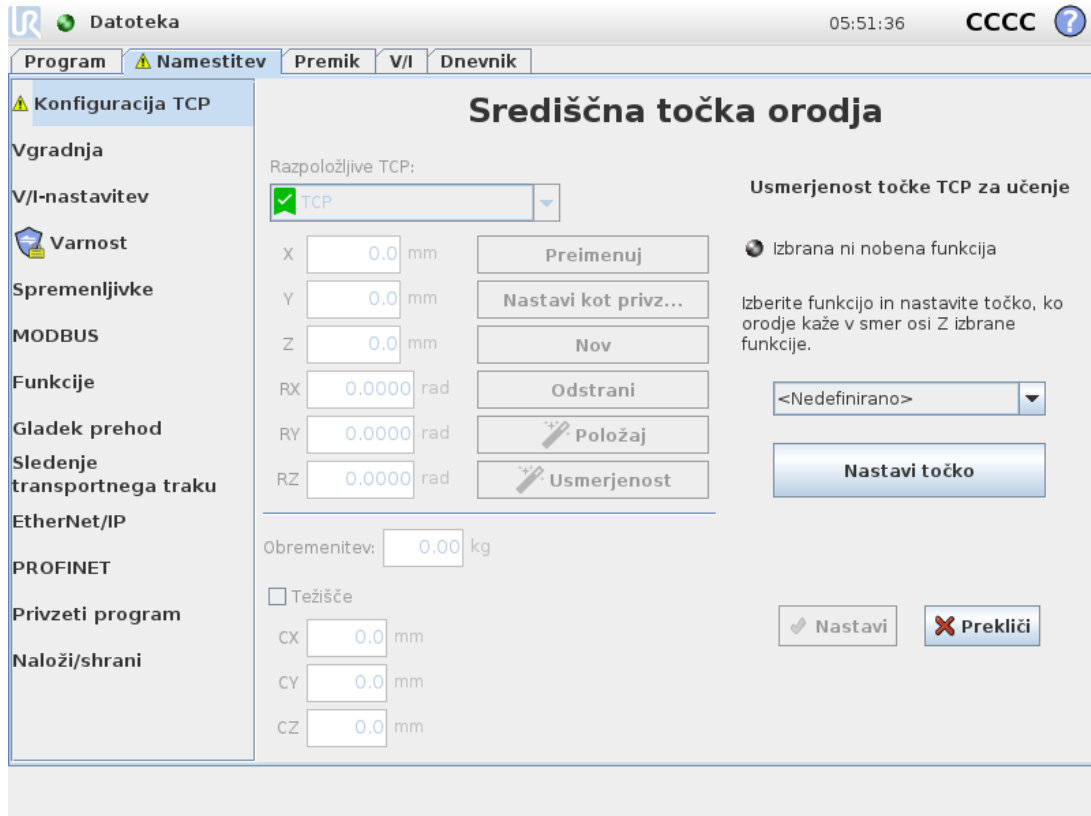 UR Datoteka 05:51:36 CCCC ?
Program Namestitev Premik V/I Dnevnik
Konfiguracija TCP
Vgradnja
V/I-nastavitev
Varnost
Spremenljivke
MODBUS
Funkcije
Gladek prehod
Sledenje
transportnega traku
EtherNet/IP
PROFINET
Privzeti program
Naloži/shrani
Središčna točka orodja
Razpoložljive TCP:
TCP
X 0.0 mm Preimenuj
Y 0.0 mm Nastavi kot privz...
Z 0.0 mm Nov
RX 0.0000 rad Odstrani
RY 0.0000 rad Položaj
RZ 0.0000 rad Usmerjenost
Obremenitev: 0.00 kg
Težišče
CX 0.0 mm
CY 0.0 mm
CZ 0.0 mm
Usmerjenost točke TCP za učenje
Izbrana ni nobena funkcija
Izberite funkcijo in nastavite točko, ko
orodje kaže v smer osi Z izbrane
funkcije.
<Nedefinirano>
Nastavi točko
Nastavi Prekliči